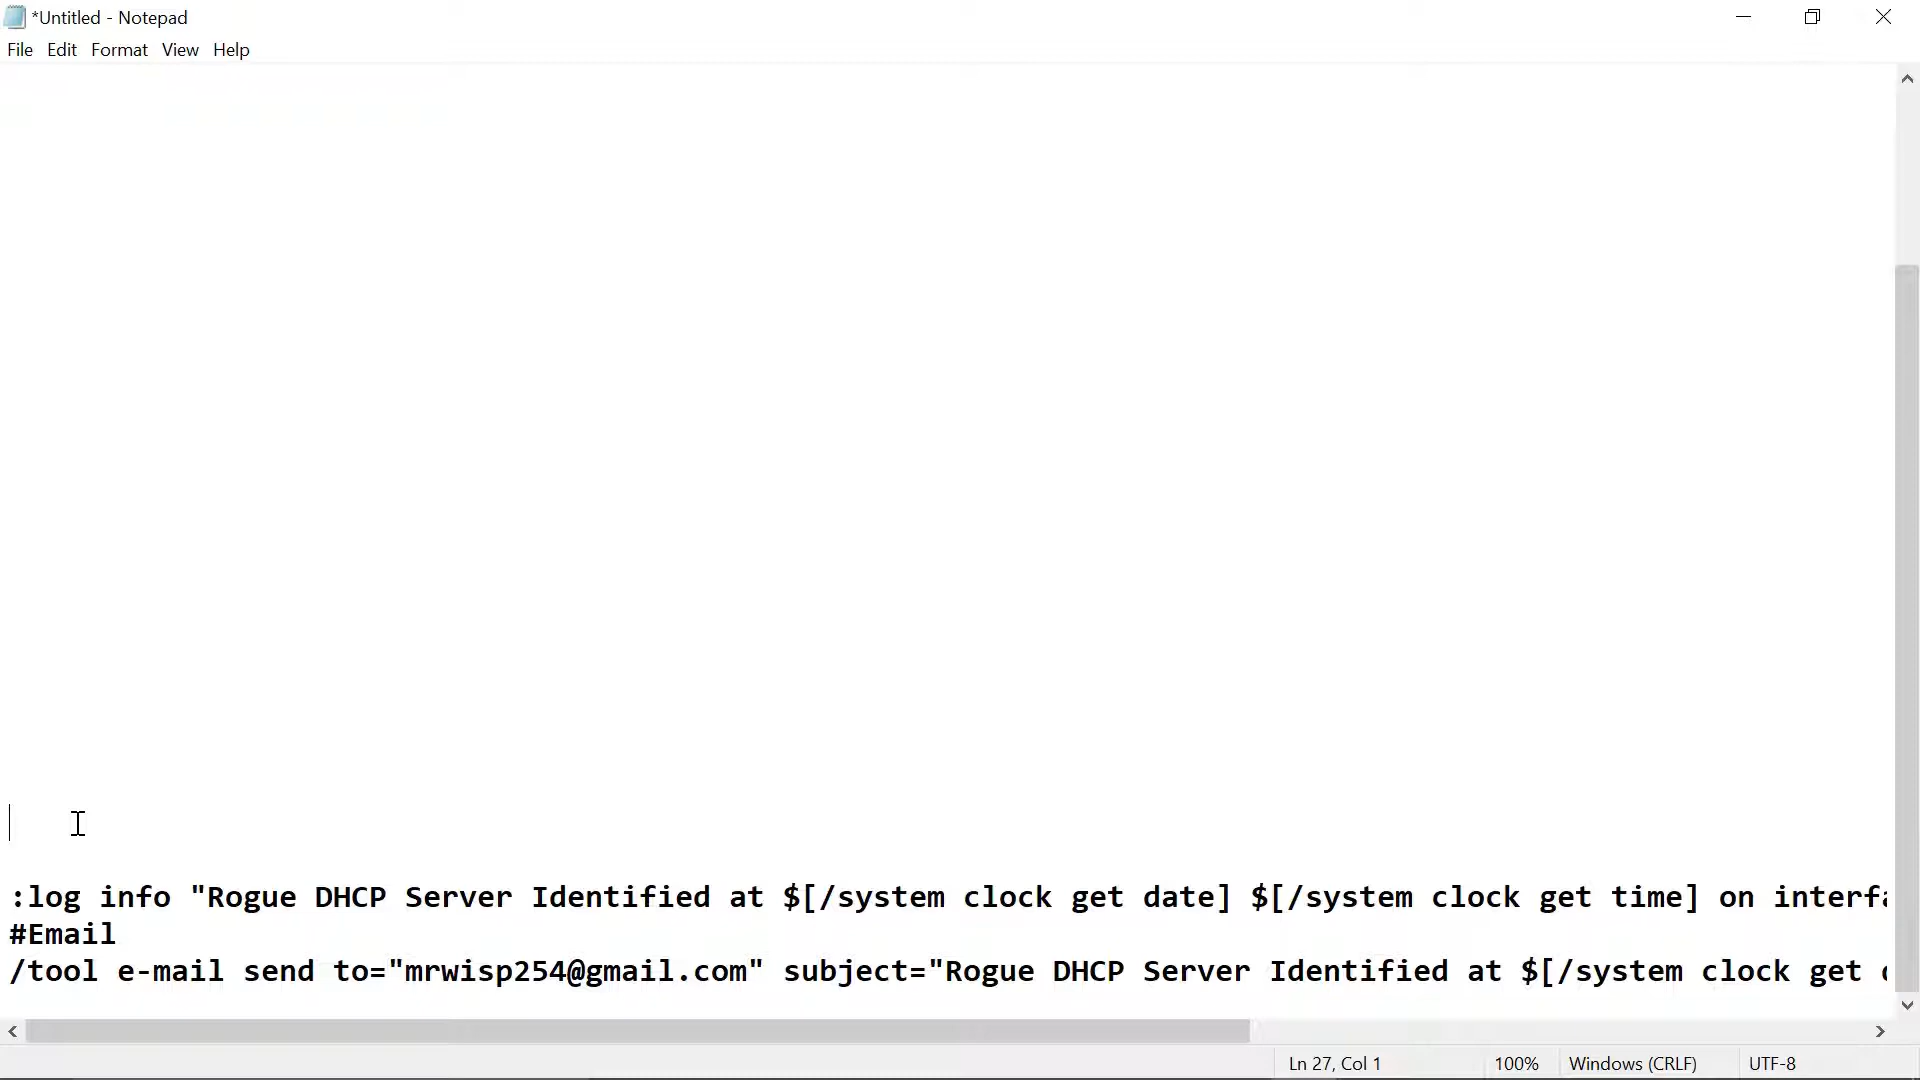 *Untitled - Notepad
File Edit Format View Help
:log info "Rogue DHCP Server Identified at $[/system clock get date] $[/system clock get time] on interfa
#Email
/tool e-mail send to="mrwisp254@gmail.com" subject="Rogue DHCP Server Identified at $[/system clock get
Ln 27, Col 1 100% Windows (CRLF) UTF-8